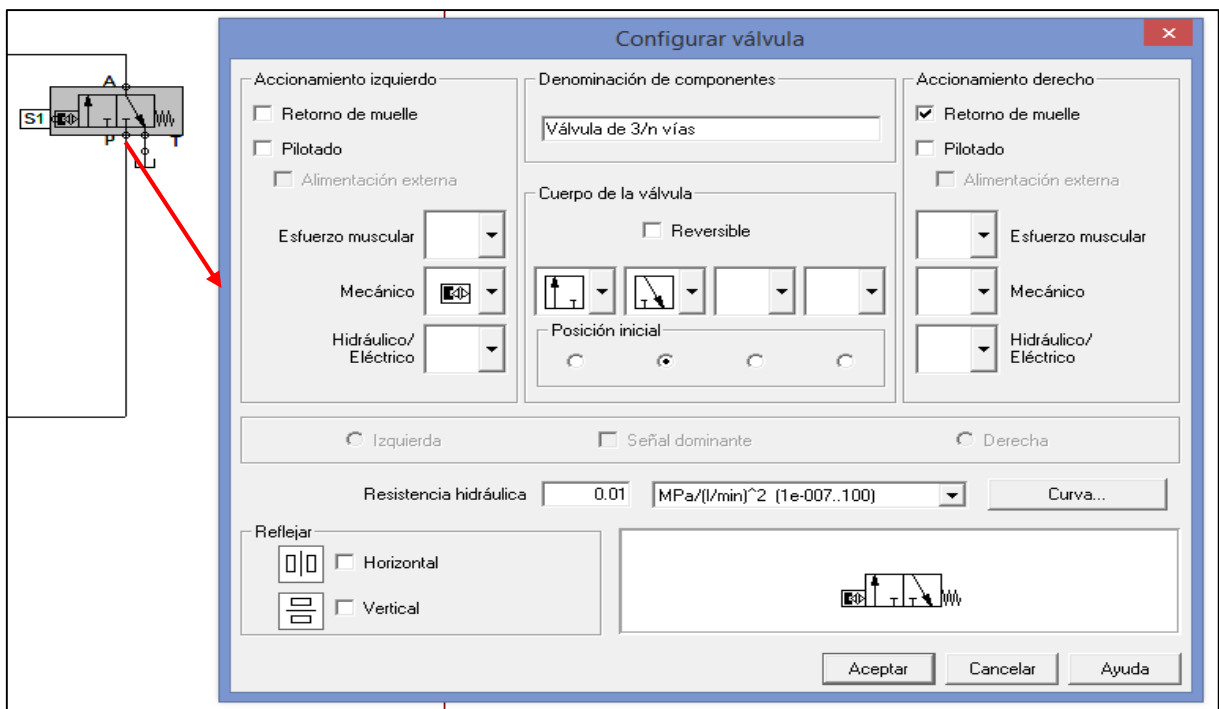 A
S1
P
T
Configurar válvula
Accionamiento izquierdo
Retorno de muelle
Pilotado
Alimentación externa
Esfuerzo muscular
Mecánico
Hidráulico/
Eléctrico
Denominación de componentes
Válvula de 3/n vías
Cuerpo de la válvula
Reversible
Posición inicial
Accionamiento derecho
Retorno de muelle
Pilotado
Alimentación externa
Esfuerzo muscular
Mecánico
Hidráulico/
Eléctrico
Izquierda
Señal dominante
Derecha
Resistencia hidráulica
0.01
MPa/(l/min)^2 (1e-007..100)
Curva...
Reflejar
Horizontal
Vertical
Aceptar
Cancelar
Ayuda